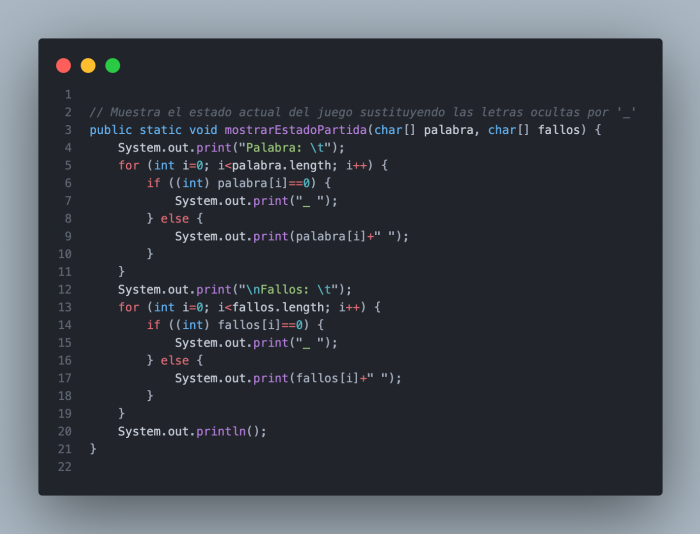 1
2 // Muestra el estado actual del juego sustituyendo las letras ocultas por '_'
3 public static void mostrarEstadoPartida(char[] palabra, char[] fallos) {
4     System.out.print("Palabra: \t");
5     for (int i=0; i<palabra.length; i++) {
6         if ((int) palabra[i]==0) {
7             System.out.print("_ ");
8         } else {
9             System.out.print(palabra[i]+" ");
10         }
11     }
12     System.out.print("\nFallos: \t");
13     for (int i=0; i<fallos.length; i++) {
14         if ((int) fallos[i]==0) {
15             System.out.print("_ ");
16         } else {
17             System.out.print(fallos[i]+" ");
18         }
19     }
20     System.out.println();
21 }
22